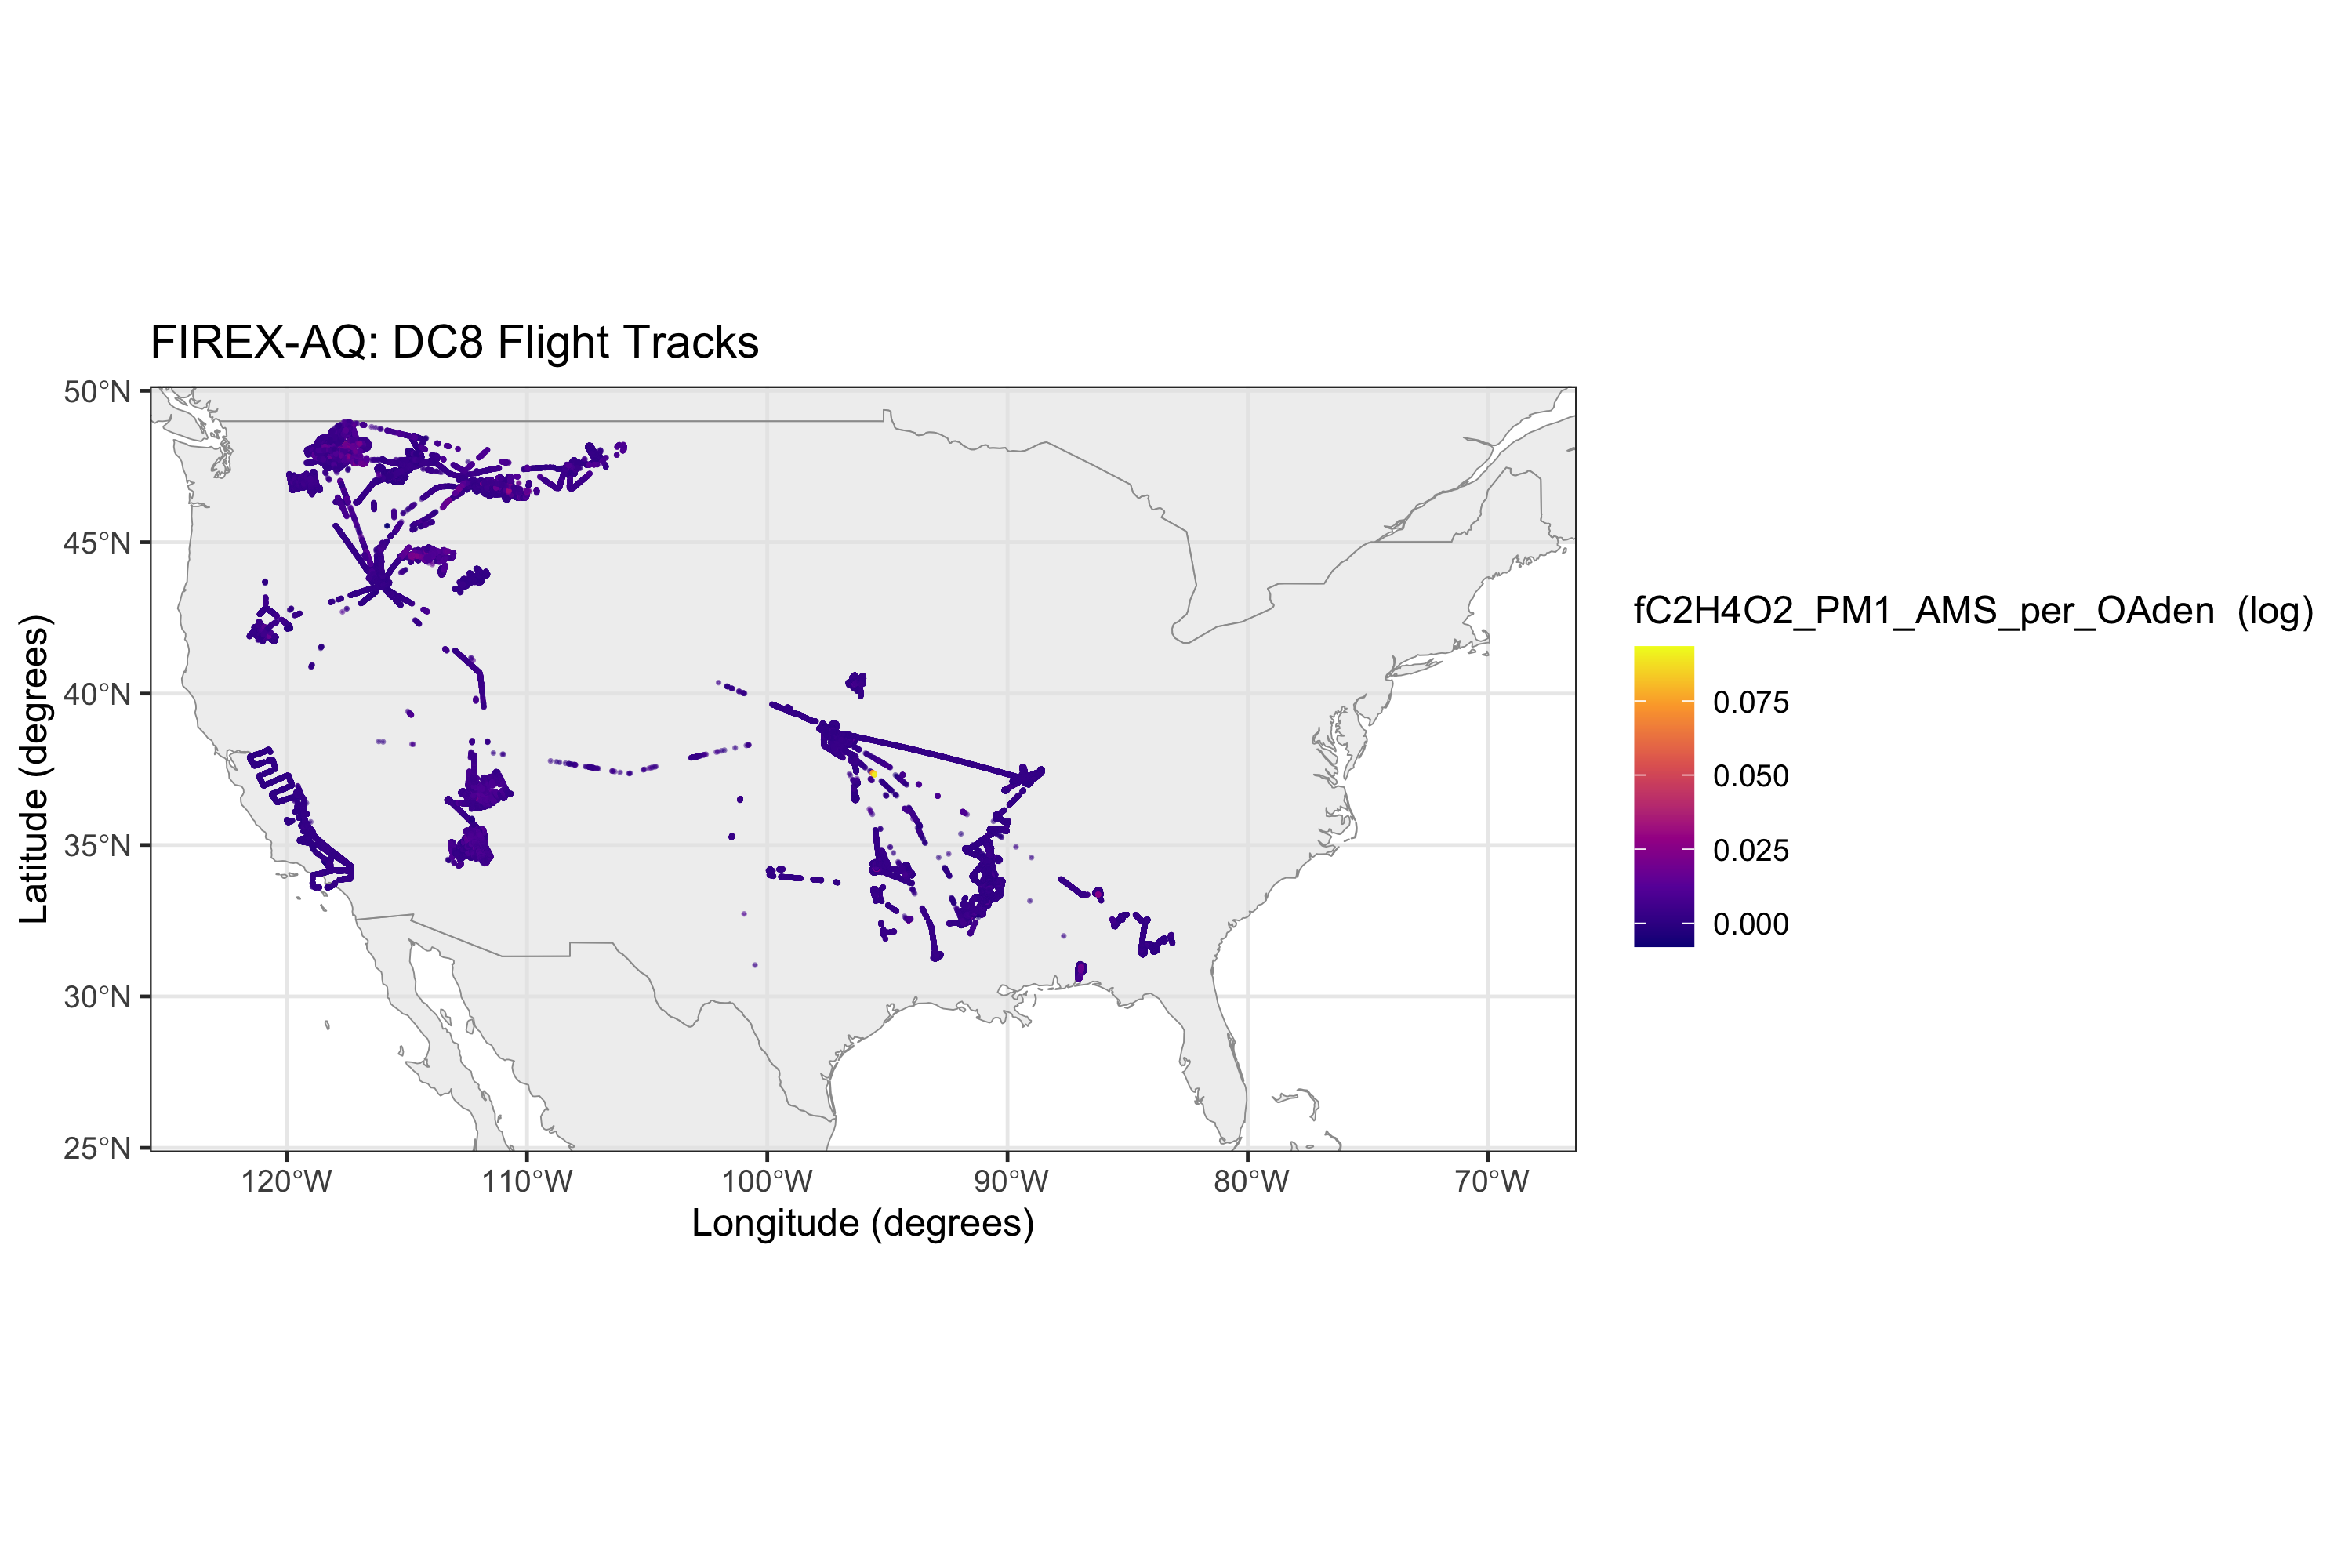 FIREX-AQ: DC8 Flight Tracks
50°N
45°N
40°N
35°N
30°N
25°N
Latitude (degrees)
120°W
110°W
100°W
90°W
80°W
70°W
Longitude (degrees)
fC2H4O2_PM1_AMS_per_OAden (log)
0.075
0.050
0.025
0.000